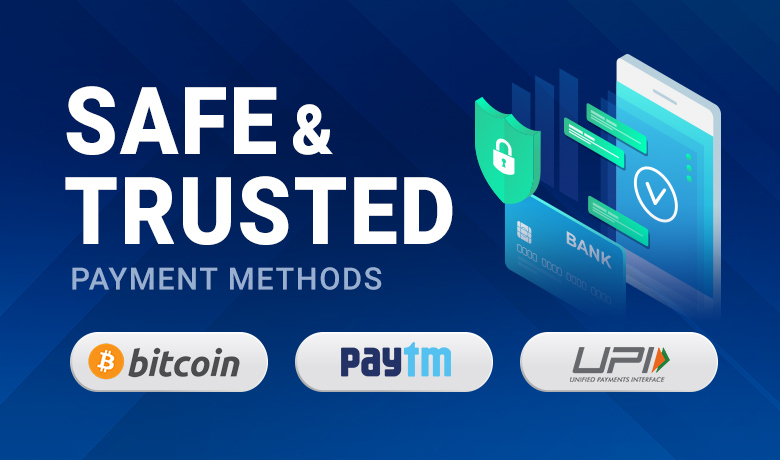 SAFE &
TRUSTED
PAYMENT METHODS
BANK
bitcoin
paytm
UPI
UNIFIED PAYMENTS INTERFACE